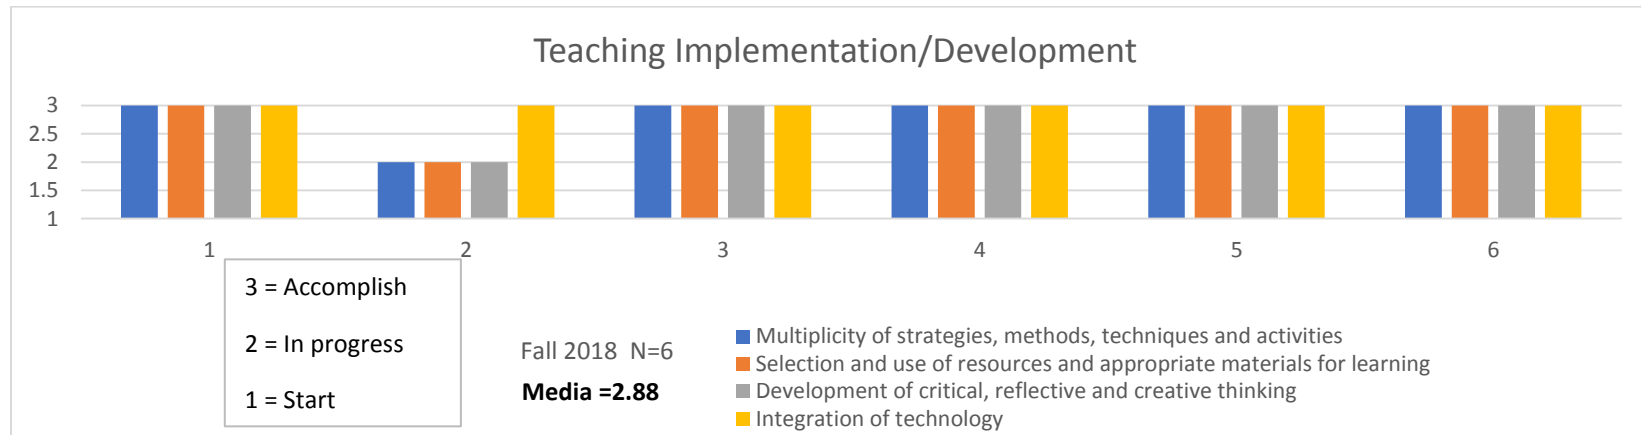 Teaching Implementation/Development
3
2.5
2
1.5
1
1 2 3 4 5 6
3 = Accomplish
2 = In progress
1 = Start
Fall 2018 N=6
Media =2.88
Multiplicity of strategies, methods, techniques and activities
Selection and use of resources and appropriate materials for learning
Development of critical, reflective and creative thinking
Integration of technology